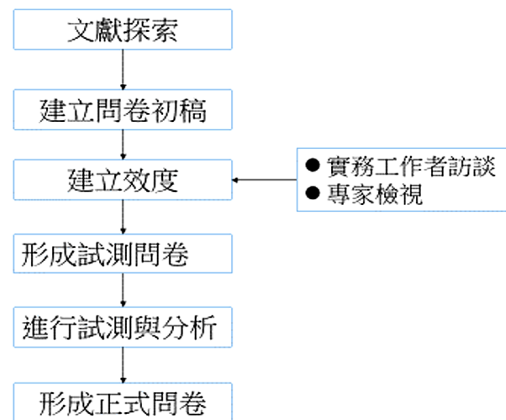 文獻探索
建立問卷初稿
建立效度
● 實務工作者訪談
● 專家檢視
形成試測問卷
進行試測與分析
形成正式問卷